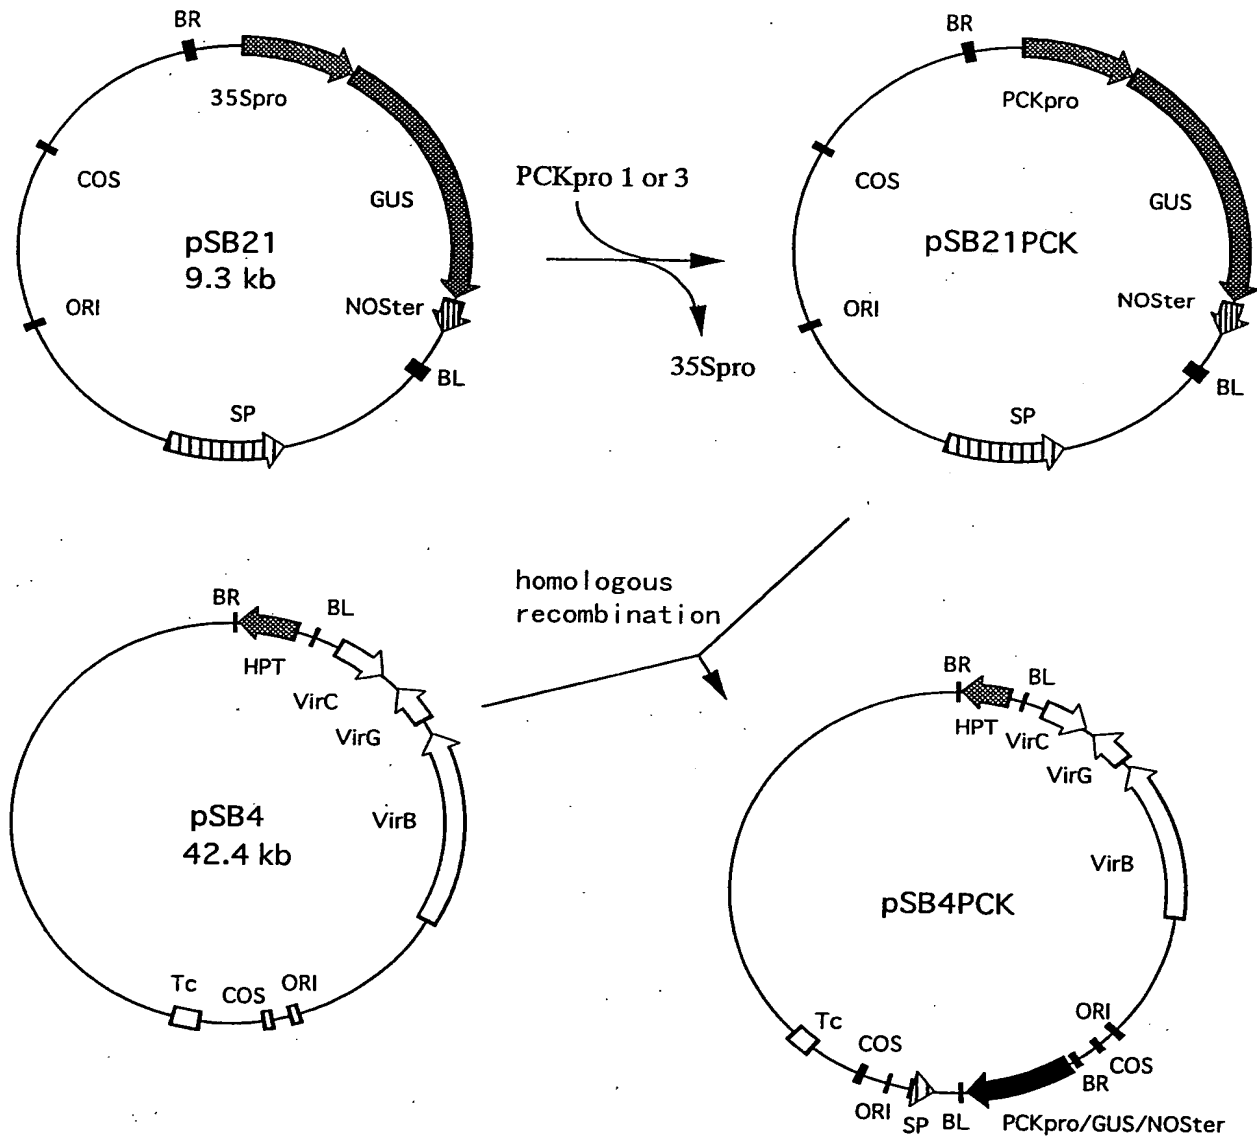 BR
35Spro
COS
GUS
pSB21
9.3 kb
ORI
NOSter
BL
SP
PCKpro 1 or 3
35Spro
BR
PCKpro
COS
GUS
pSB21PCK
ORI
NOSter
BL
SP
homologous
recombination
BR
BL
HPT
VirC
VirG
pSB4
42.4 kb
VirB
Tc
COS
ORI
BR
BL
HPT
VirC
VirG
VirB
pSB4PCK
Tc
COS
ORI
SP
BL
ORI
COS
BR
PCKpro/GUS/NOSter